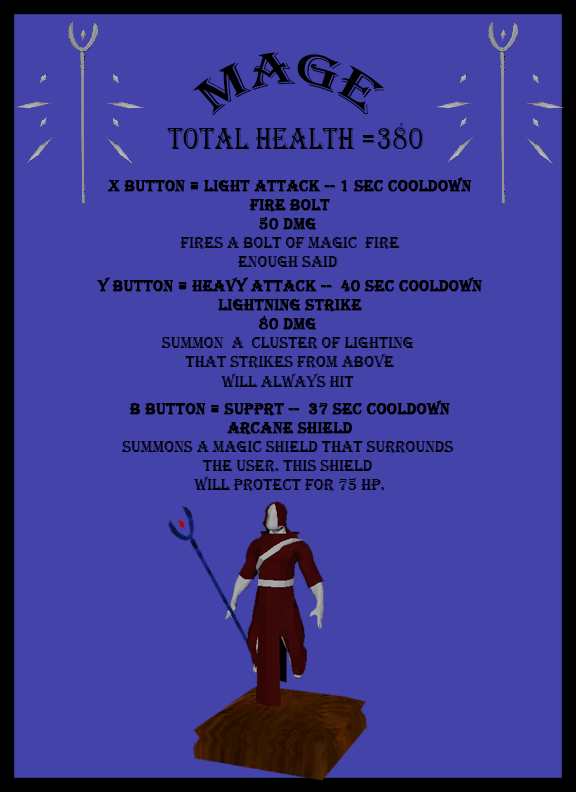 MAGE
TOTAL HEALTH =380
X BUTTON = LIGHT ATTACK -- 1 SEC COOLDOWN
FIRE BOLT
50 DMG
FIRES A BOLT OF MAGIC FIRE
ENOUGH SAID
Y BUTTON = HEAVY ATTACK -- 40 SEC COOLDOWN
LIGHTNING STRIKE
80 DMG
SUMMON A CLUSTER OF LIGHTING
THAT STRIKES FROM ABOVE
WILL ALWAYS HIT
B BUTTON = SUPPRT -- 37 SEC COOLDOWN
ARCANE SHIELD
SUMMONS A MAGIC SHIELD THAT SURROUNDS
THE USER. THIS SHIELD
WILL PROTECT FOR 75 HP.